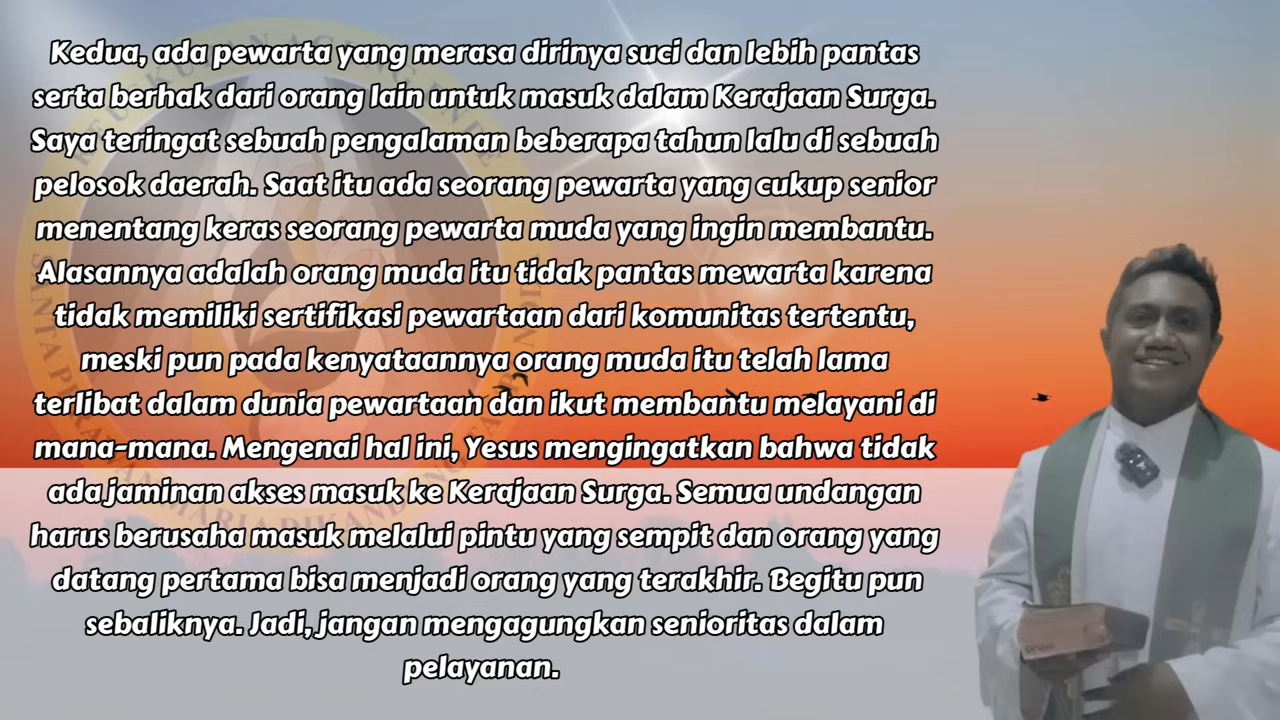 Kedua, ada pewarta yang merasa dirinya suci dan lebih pantas
serta berhak dari orang lain untuk masuk dalam Kerajaan Surga.
Saya teringat sebuah pengalaman beberapa tahun lalu di sebuah
pelosok daerah. Saat itu ada seorang pewarta yang cukup senior
menentang keras seorang pewarta muda yang ingin membantu.
Alasannya adalah orang muda itu tidak pantas mewarta karena
tidak memiliki sertifikasi pewartaan dari komunitas tertentu,
meski pun pada kenyataannya orang muda itu telah lama
terlibat dalam dunia pewartaan dan ikut membantu melayani di
mana-mana. Mengenai hal ini, Yesus mengingatkan bahwa tidak
ada jaminan akses masuk ke Kerajaan Surga. Semua undangan
harus berusaha masuk melalui pintu yang sempit dan orang yang
datang pertama bisa menjadi orang yang terakhir. Begitu pun
sebaliknya. Jadi, jangan mengagungkan senioritas dalam
pelayanan.